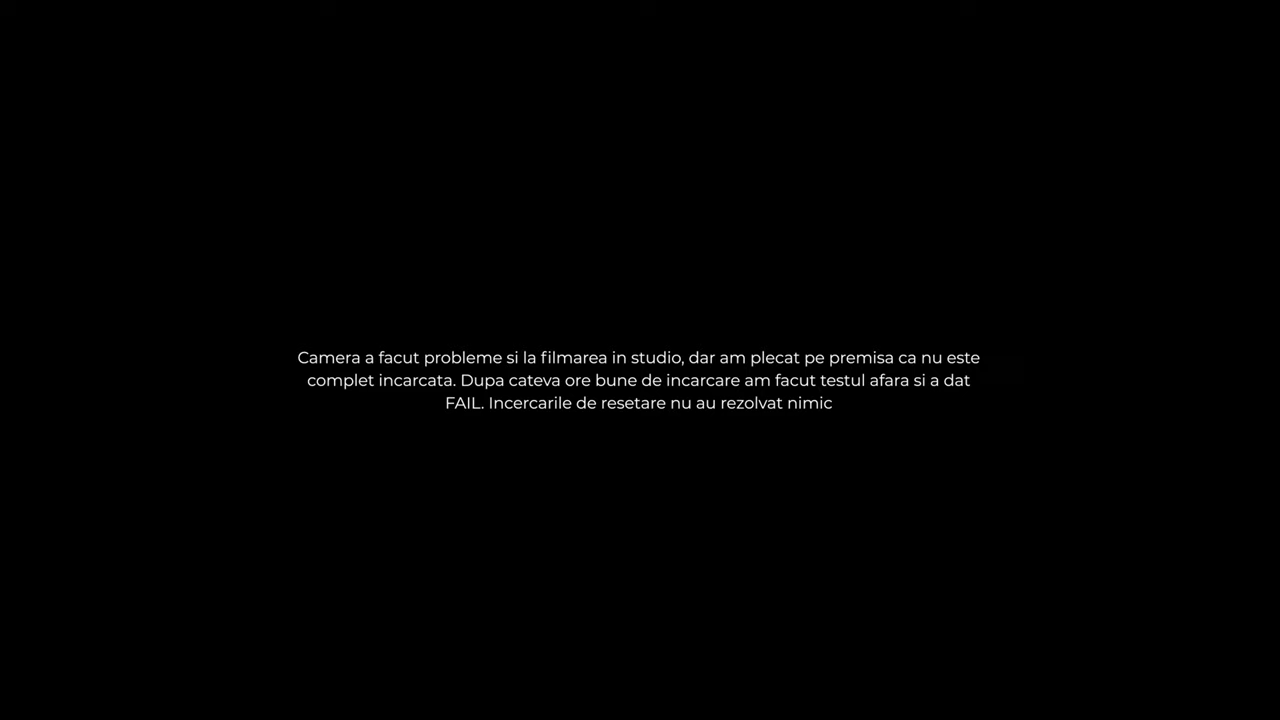 Camera a facut probleme si la filmarea in studio, dar am plecat pe premisa ca nu este
complet incarcata. Dupa cateva ore bune de incarcare am facut testul afara si a dat
FAIL. Incercarile de resetare nu au rezolvat nimic